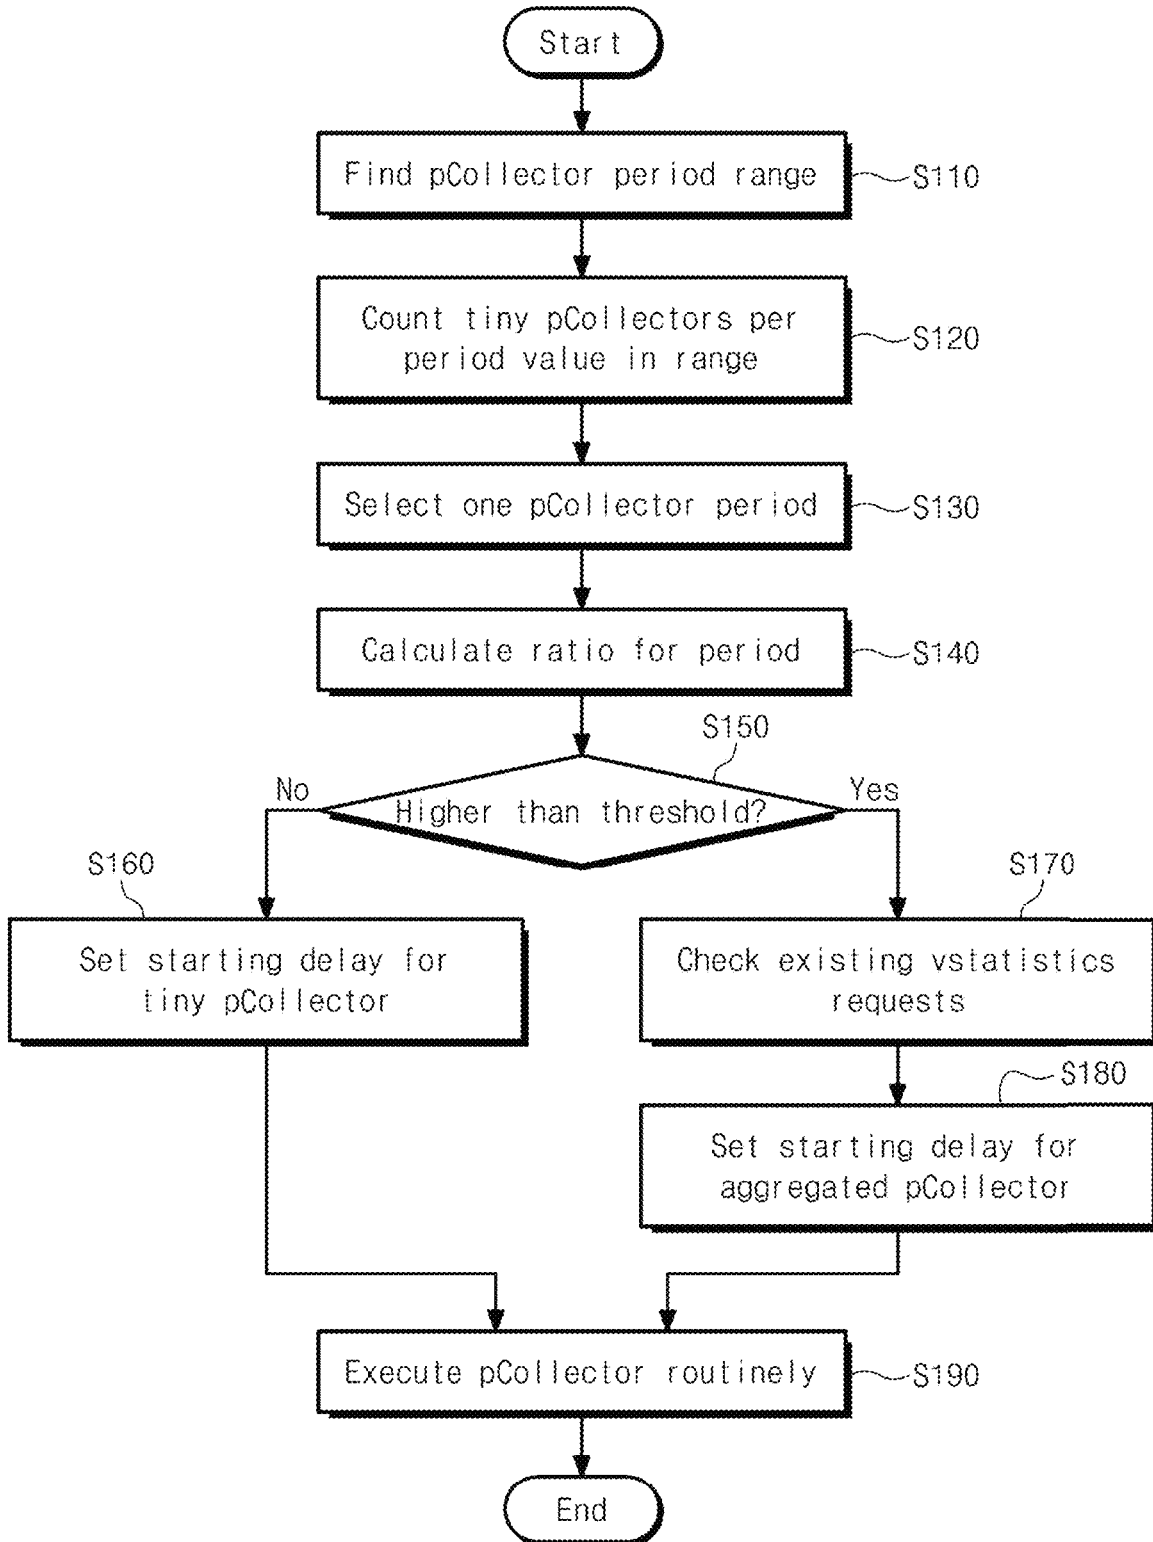 Start
Find pCollector period range
S110
Count tiny pCollectors per
period value in range
S120
Select one pCollector period
S130
Calculate ratio for period
S140
S150
No
Higher than threshold?
Yes
S160
Set starting delay for
tiny pCollector
S170
Check existing vstatistics
requests
S180
Set starting delay for
aggregated pCollector
Execute pCollector routinely
S190
End